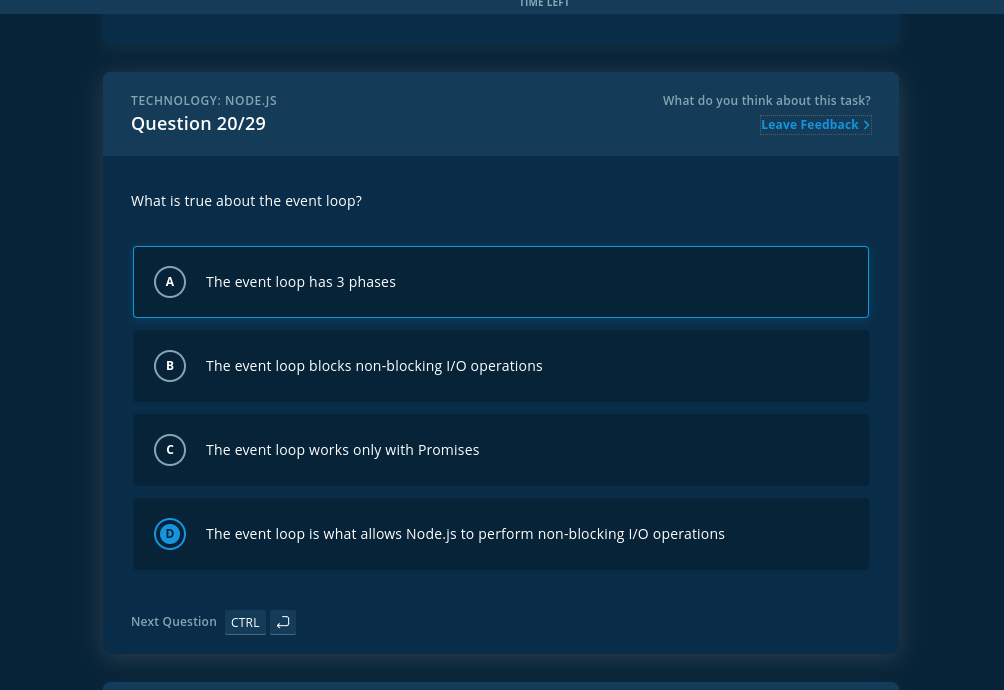 TIME LEFT
TECHNOLOGY: NODE.JS
What do you think about this task?
Question 20/29
Leave Feedback >
What is true about the event loop?
A The event loop has 3 phases
B The event loop blocks non-blocking I/O operations
C The event loop works only with Promises
D The event loop is what allows Node.js to perform non-blocking I/O operations
Next Question CTRL